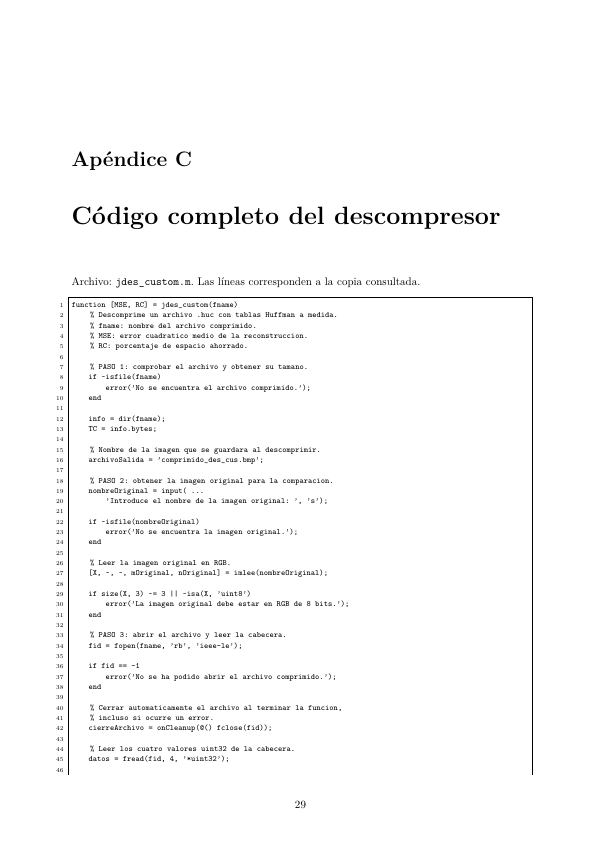 Apéndice C
Código completo del descompresor
Archivo: jdes_custom.m. Las líneas corresponden a la copia consultada.
1 function [MSE, RC] = jdes_custom(fname)
2 % Descomprime un archivo .huc con tablas Huffman a medida.
3 % fname: nombre del archivo comprimido.
4 % MSE: error cuadratico medio de la reconstruccion.
5 % RC: porcentaje de espacio ahorrado.
6
7 % PASO 1: comprobar el archivo y obtener su tamano.
8 if ~isfile(fname)
9 error('No se encuentra el archivo comprimido.');
10 end
11
12 info = dir(fname);
13 TC = info.bytes;
14
15 % Nombre de la imagen que se guardara al descomprimir.
16 archivoSalida = 'comprimido_des_cus.bmp';
17
18 % PASO 2: obtener la imagen original para la comparacion.
19 nombreOriginal = input( ...
20 'Introduce el nombre de la imagen original: ', 's');
21
22 if ~isfile(nombreOriginal)
23 error('No se encuentra la imagen original.');
24 end
25
26 % Leer la imagen original en RGB.
27 [X, ~, ~, mOriginal, nOriginal] = imlee(nombreOriginal);
28
29 if size(X, 3) ~= 3 || ~isa(X, 'uint8')
30 error('La imagen original debe estar en RGB de 8 bits.');
31 end
32
33 % PASO 3: abrir el archivo y leer la cabecera.
34 fid = fopen(fname, 'rb', 'ieee-le');
35
36 if fid == -1
37 error('No se ha podido abrir el archivo comprimido.');
38 end
39
40 % Cerrar automaticamente el archivo al terminar la funcion,
41 % incluso si ocurre un error.
42 cierreArchivo = onCleanup(@() fclose(fid));
43
44 % Leer los cuatro valores uint32 de la cabecera.
45 datos = fread(fid, 4, '*uint32');
46
29